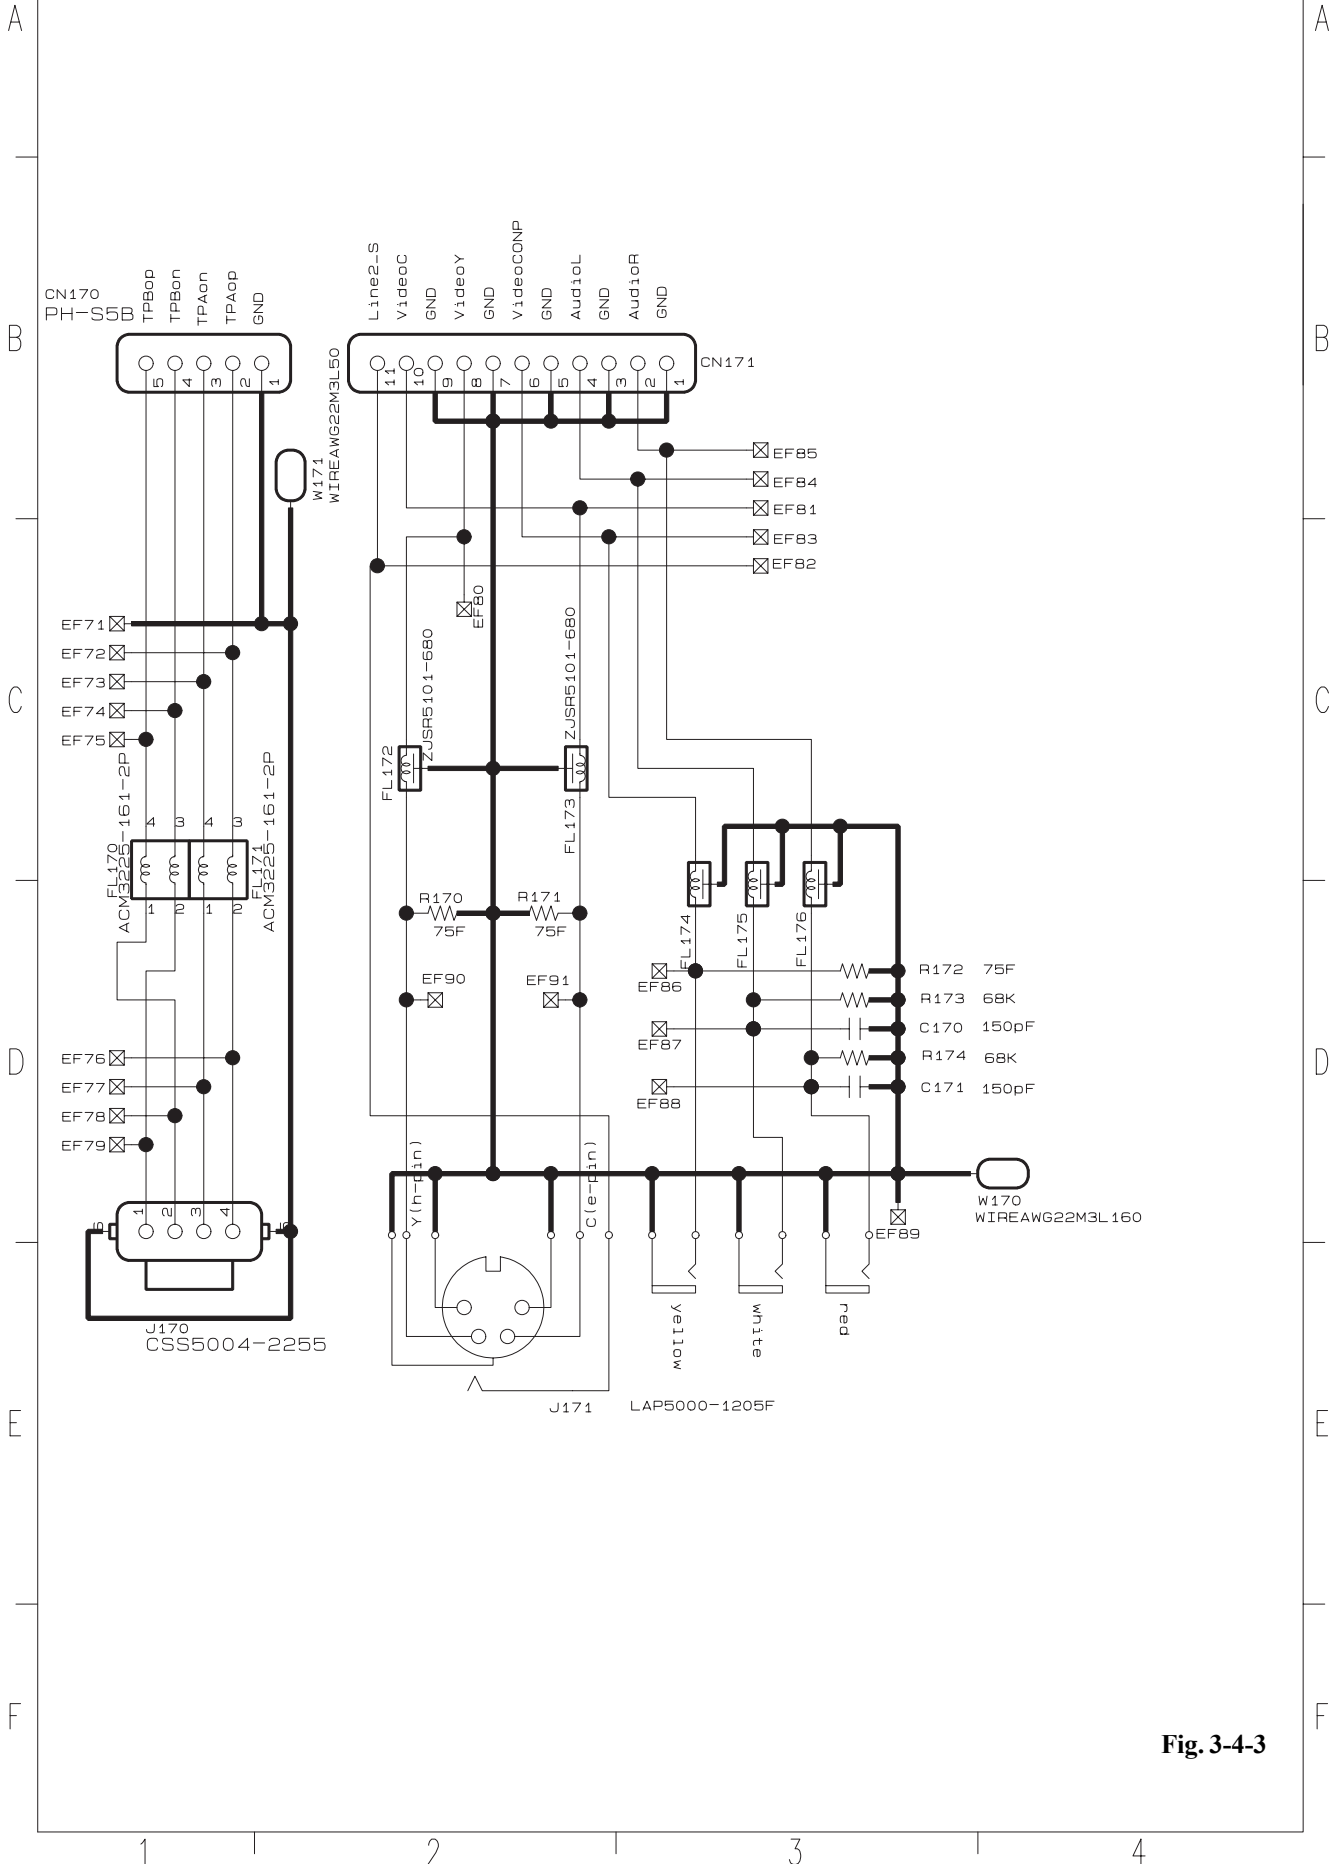 A
A
CN170
PH-S5B
TPBop
TPBon
TPAon
TPAop
GND
Line2_S
VideoC
GND
VideoY
GND
VideoCONP
GND
AudioL
GND
AudioR
GND
B
B
5
4
3
2
1
11
10
9
8
7
6
5
4
3
2
1
CN171
W171
WIREAWG22M3L50
EF85
EF84
EF81
EF83
EF82
EF80
EF71
EF72
EF73
EF74
EF75
C
C
FL172
ZJSR5101-680
FL173
ZJSR5101-680
FL170
ACM3225-161-2P
FL171
ACM3225-161-2P
4
3
4
3
1
2
1
2
R170
75F
R171
75F
FL174
FL175
FL176
EF90
EF91
EF86
EF87
EF88
R172 75F
R173 68K
C170 150pF
R174 68K
C171 150pF
D
D
EF76
EF77
EF78
EF79
Y(h-pin)
C(e-pin)
1
2
3
4
W170
WIREAWG22M3L160
EF89
J170
CSS5004-2255
yellow
white
red
J171 LAP5000-1205F
E
E
F
F
Fig. 3-4-3
1
2
3
4